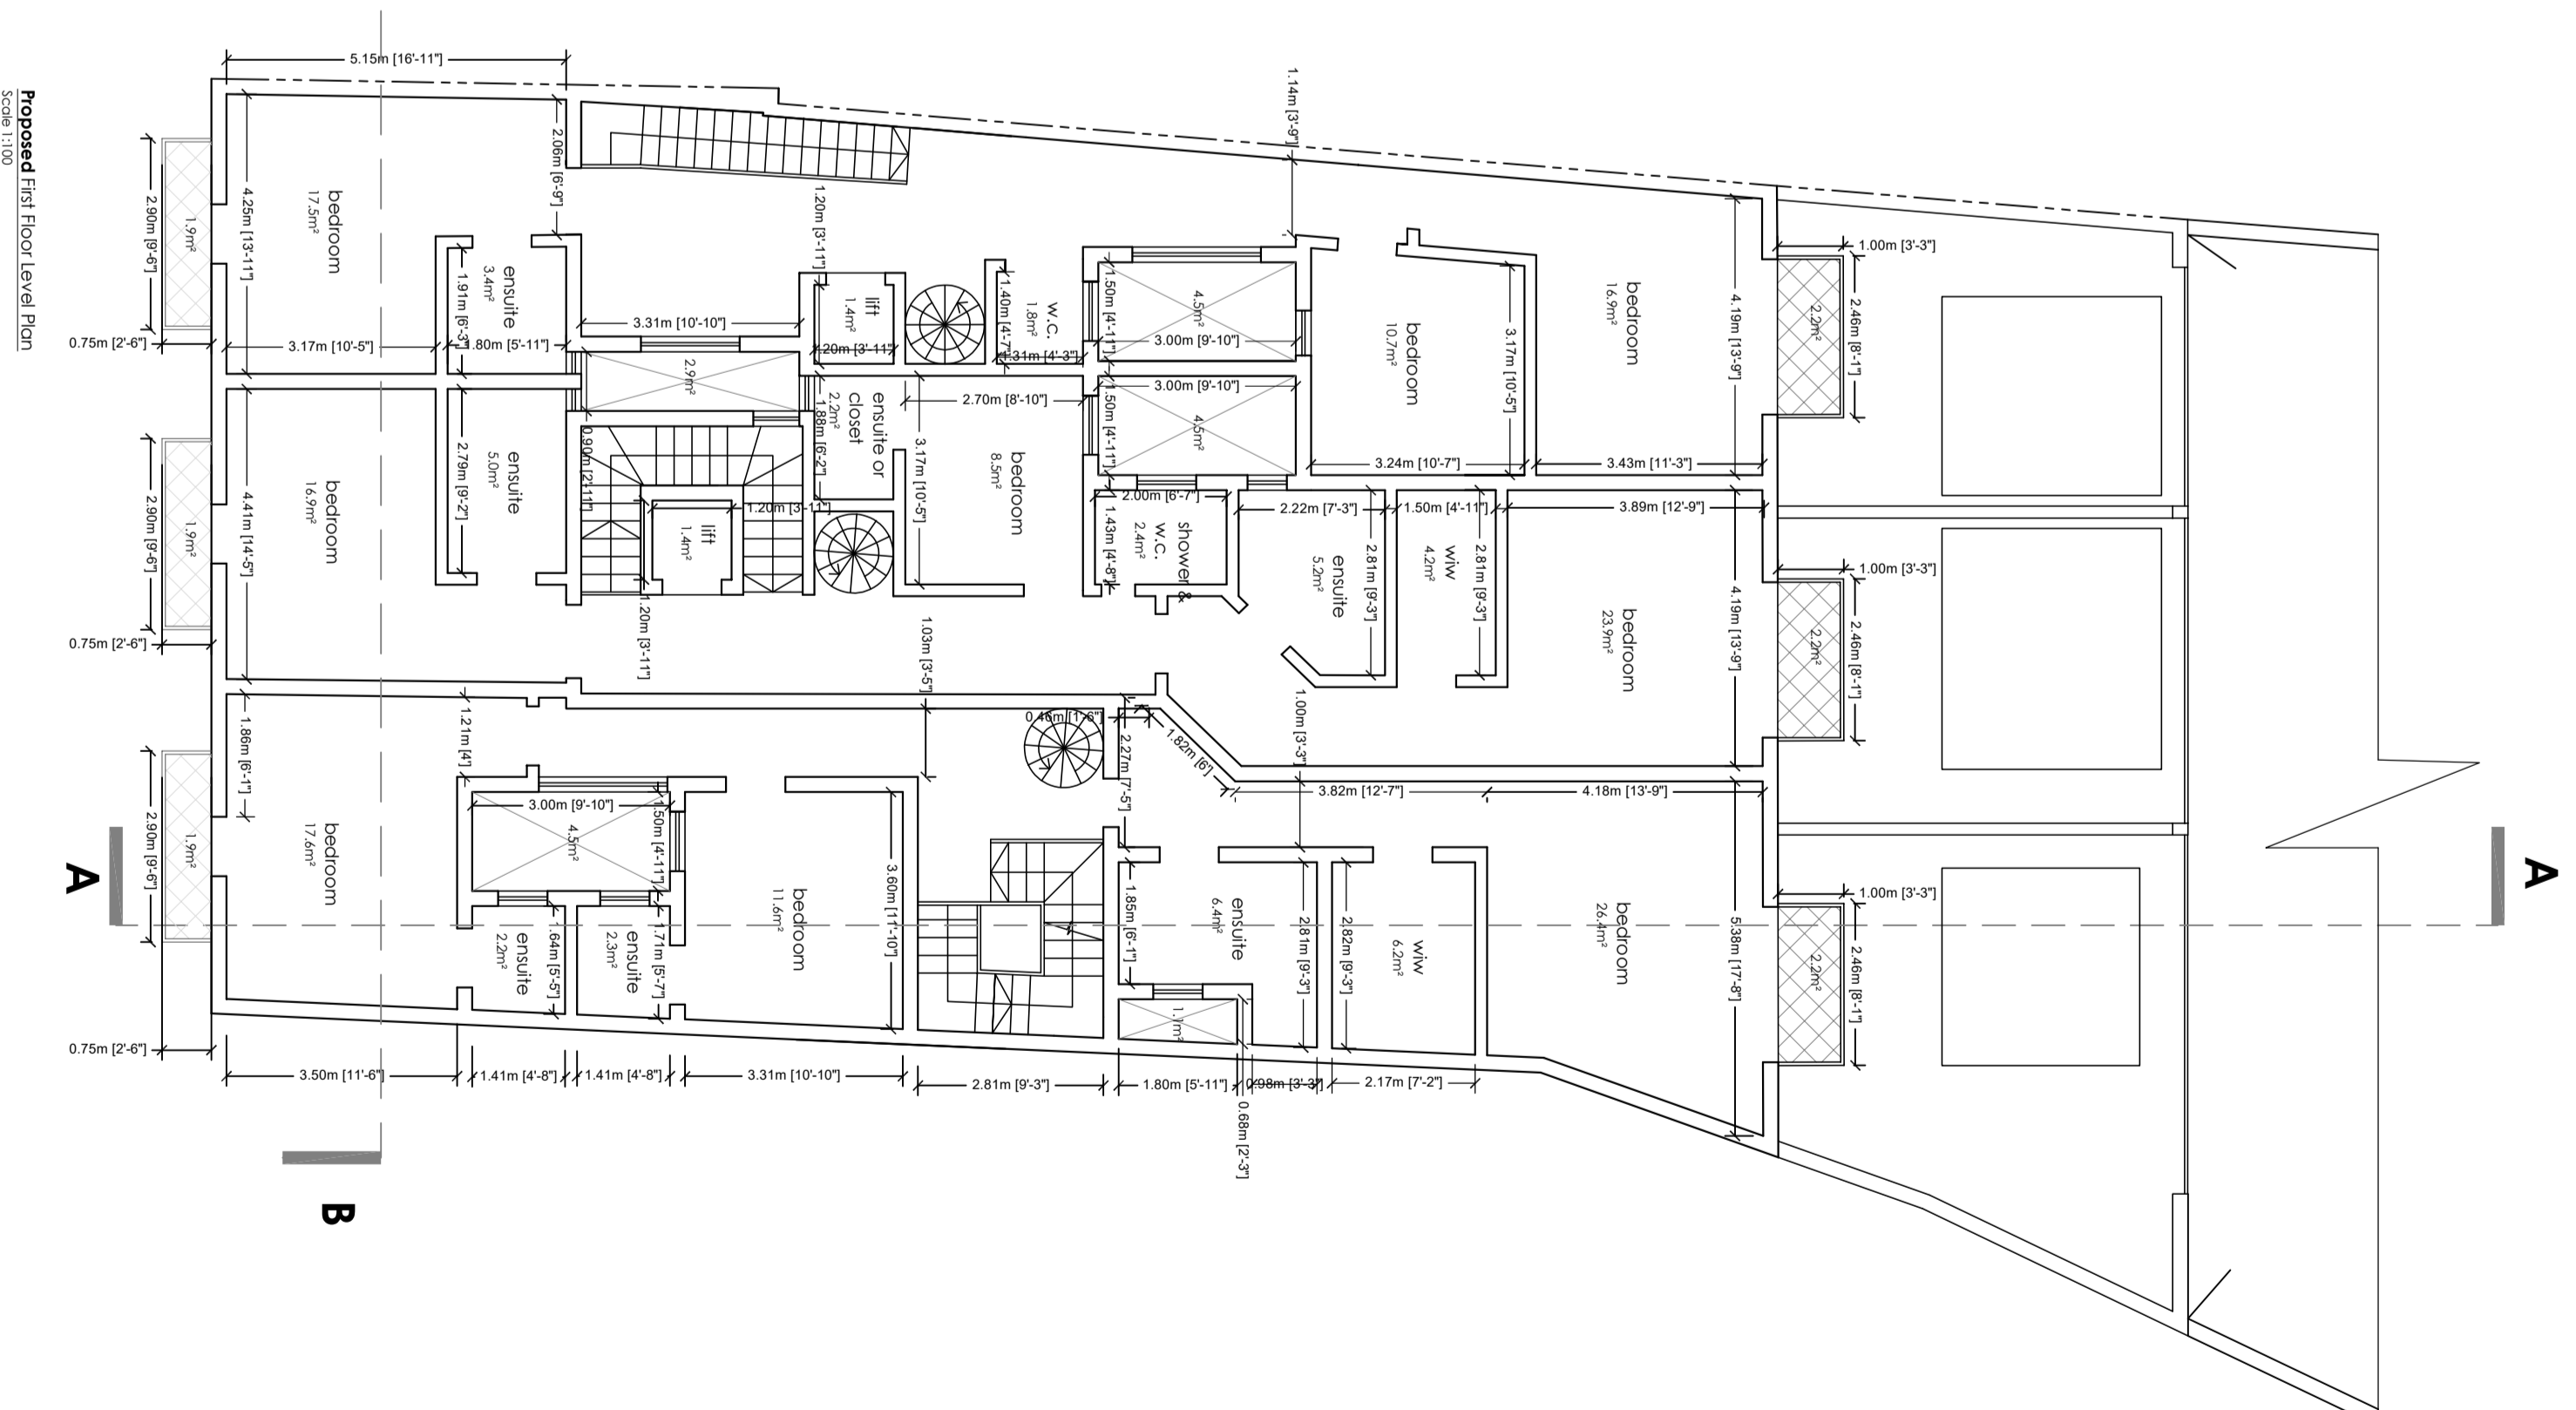 Proposed First Floor Level Plan
Scale 1:100
5.15m [16'-11"]
2.06m [6'-9"]
1.14m [3'-9"]
bedroom
17.5m²
4.25m [13'-11"]
2.90m [9'-6"]
1.9m²
0.75m [2'-6"]
3.17m [10'-5"]
ensuite
3.4m²
1.91m [6'-3"]
1.80m [5'-11"]
3.31m [10'-10"]
2.9m²
0.90m [2'-11"]
1.20m [3'-11"]
lift
1.4m²
1.20m [3'-11"]
w.c.
1.8m²
1.40m [4'-7"]
1.31m [4'-3"]
1.50m [4'-11"]
4.5m²
3.00m [9'-10"]
bedroom
10.7m²
3.17m [10'-5"]
3.24m [10'-7"]
bedroom
16.9m²
4.19m [13'-9"]
3.43m [11'-3"]
1.00m [3'-3"]
2.46m [8'-1"]
2.2m²
bedroom
16.9m²
4.41m [14'-5"]
2.90m [9'-6"]
1.9m²
0.75m [2'-6"]
ensuite
5.0m²
2.79m [9'-2"]
lift
1.4m²
1.20m [3'-11"]
1.20m [3'-11"]
ensuite or
closet
2.2m²
1.88m [6'-2"]
2.70m [8'-10"]
3.17m [10'-5"]
bedroom
8.5m²
3.00m [9'-10"]
1.50m [4'-11"]
4.5m²
2.00m [6'-7"]
1.43m [4'-8"]
shower &
w.c.
2.4m²
2.22m [7'-3"]
ensuite
5.2m²
2.81m [9'-3"]
1.50m [4'-11"]
wiw
4.2m²
2.81m [9'-3"]
3.89m [12'-9"]
bedroom
23.9m²
4.19m [13'-9"]
1.00m [3'-3"]
2.46m [8'-1"]
2.2m²
1.86m [6'-1"]
1.21m [4']
bedroom
17.6m²
2.90m [9'-6"]
1.9m²
0.75m [2'-6"]
3.00m [9'-10"]
1.50m [4'-11"]
4.5m²
ensuite
2.2m²
1.64m [5'-5"]
ensuite
2.3m²
1.71m [5'-7"]
bedroom
11.6m²
3.60m [11'-10"]
1.03m [3'-5"]
0.46m [1'-6"]
2.27m [7'-5"]
1.82m [6']
1.00m [3'-3"]
3.82m [12'-7"]
4.18m [13'-9"]
1.85m [6'-1"]
ensuite
6.4m²
2.81m [9'-3"]
2.82m [9'-3"]
wiw
6.2m²
1.1m²
bedroom
26.4m²
5.38m [17'-8"]
1.00m [3'-3"]
2.46m [8'-1"]
2.2m²
3.50m [11'-6"]
1.41m [4'-8"]
1.41m [4'-8"]
3.31m [10'-10"]
2.81m [9'-3"]
1.80m [5'-11"]
0.98m [3'-3"]
2.17m [7'-2"]
0.68m [2'-3"]
A
A
B